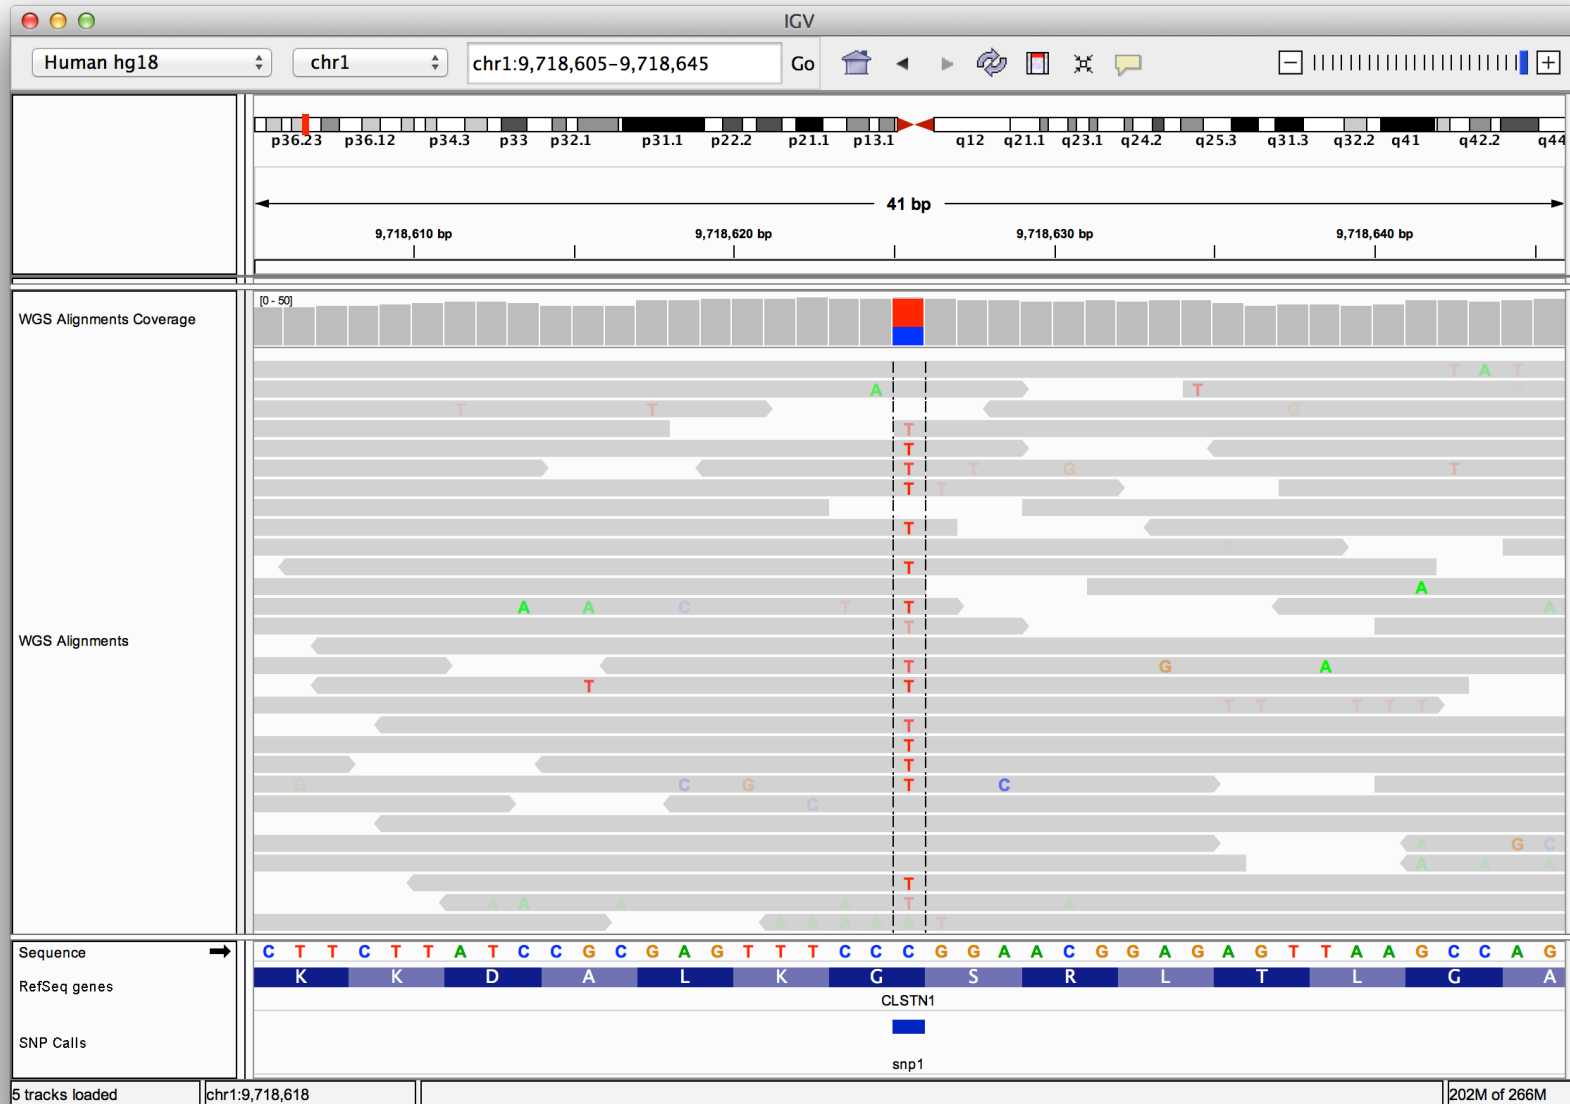 IGV
Human hg18 chr1 chr1:9,718,605-9,718,645 Go
p36.23 p36.12 p34.3 p33 p32.1 p31.1 p22.2 p21.1 p13.1 q12 q21.1 q23.1 q24.2 q25.3 q31.3 q32.2 q41 q42.2 q44
41 bp
9,718,610 bp 9,718,620 bp 9,718,630 bp 9,718,640 bp
[0 - 50]
WGS Alignments Coverage
T A T
A T
T T G
T
T
T T G T
T T
T
T
A
A A C T T A
T
WGS Alignments
T G A
T T
T T T T T
T
T
T
G C G T C
C
A G C
A A A
T
A A A A T A
A A A A A T
Sequence C T T C T T A T C C G C G A G T T T C C C G G A A C G G A G A G T T A A G C C A G
RefSeq genes K K D A L K G S R L T L G A
CLSTN1
SNP Calls
snp1
5 tracks loaded chr1:9,718,618 202M of 266M